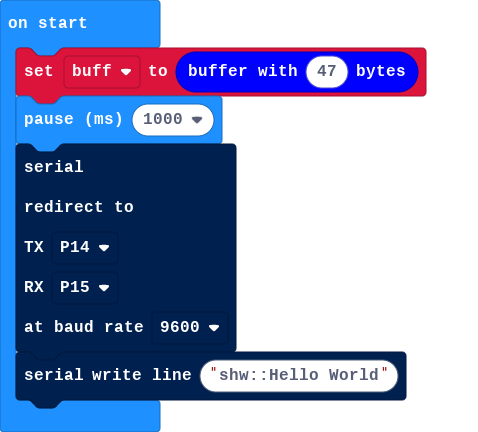 on start
set buff to buffer with 47 bytes
pause (ms) 1000
serial
redirect to
TX P14
RX P15
at baud rate 9600
serial write line "shw::Hello World"